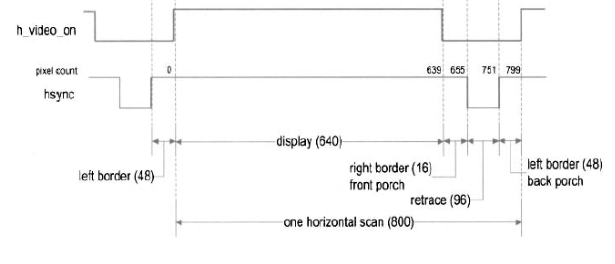 h_video_on
pixel count 0 639 655 751 799
hsync
display (640)
left border (48)
right border (16)
front porch
left border (48)
back porch
retrace (96)
one horizontal scan (800)